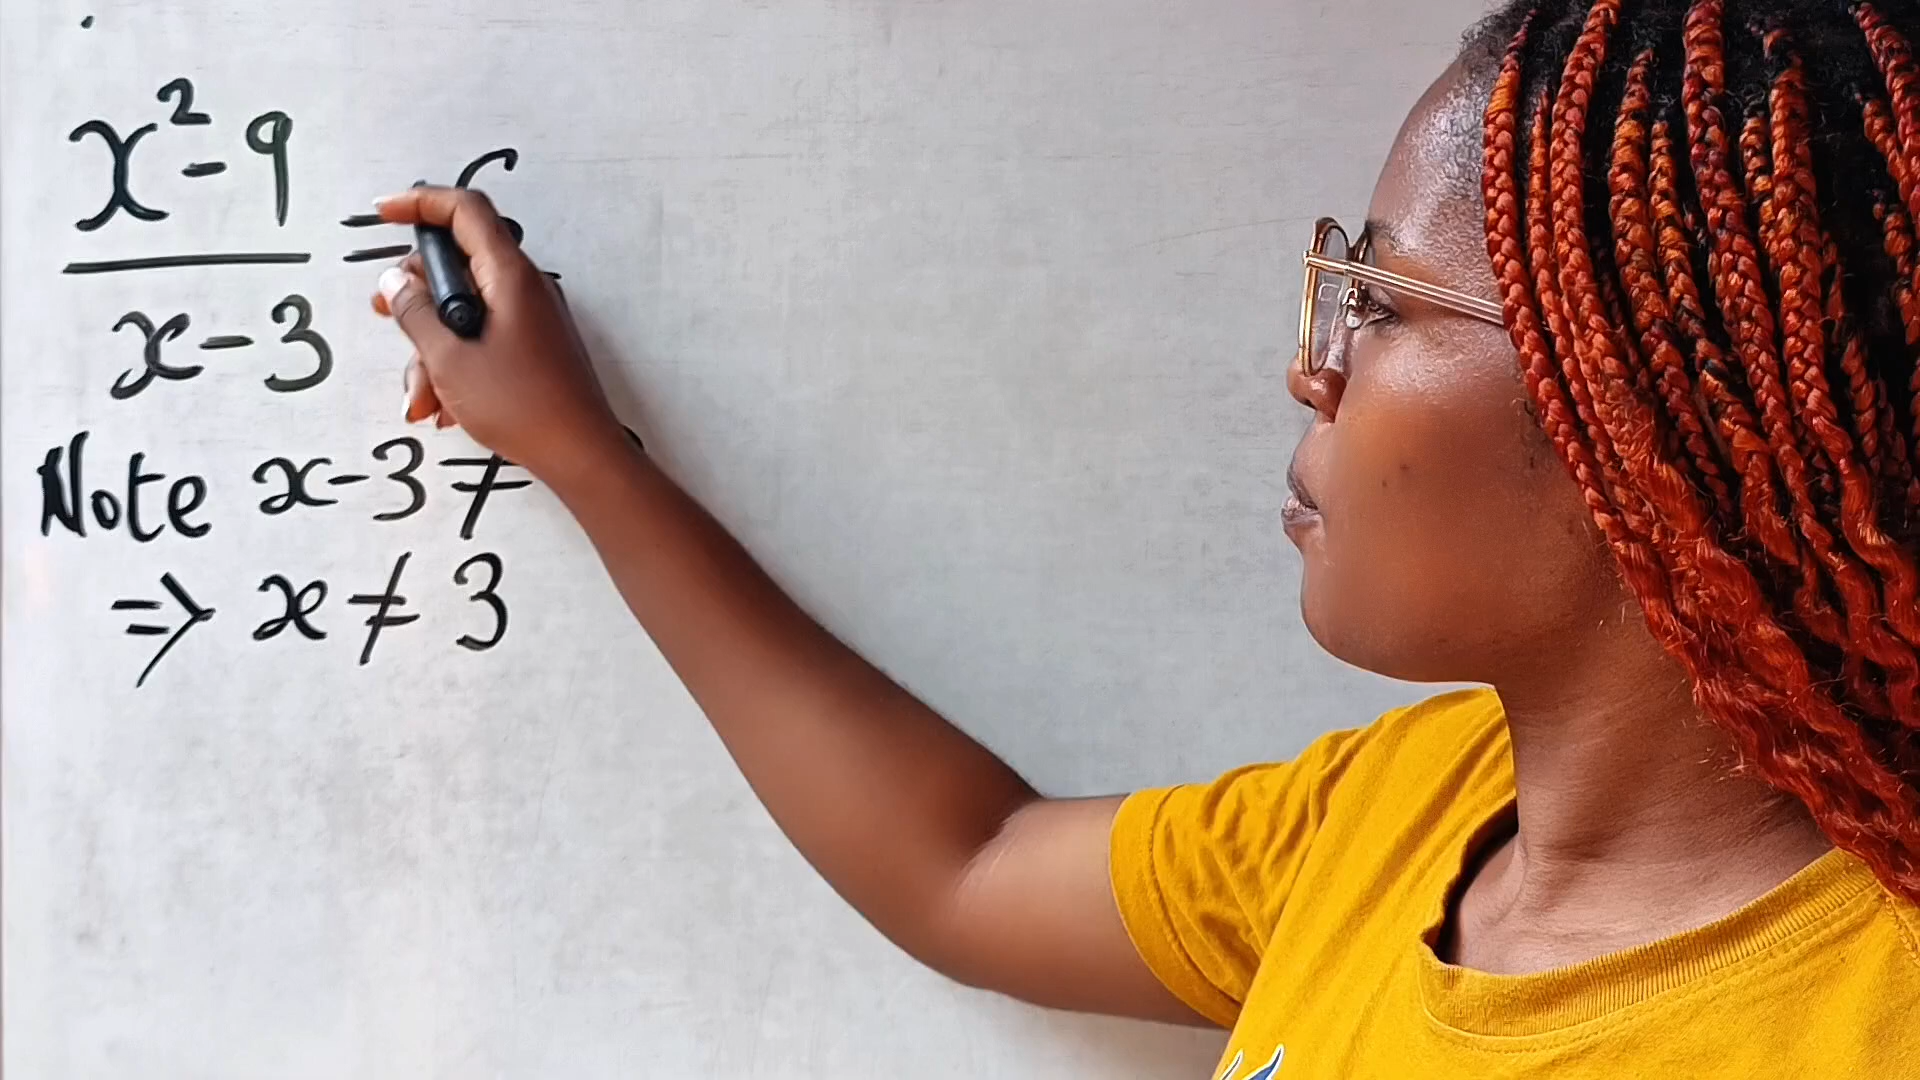 x² - 9
x - 3 =
Note x - 3 ≠
⇒ x ≠ 3